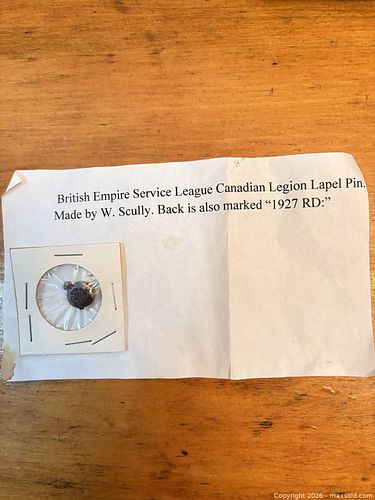 British Empire Service League Canadian Legion Lapel Pin.
Made by W. Scully. Back is also marked “1927 RD:”
Copyright 2026 - maxsold.com